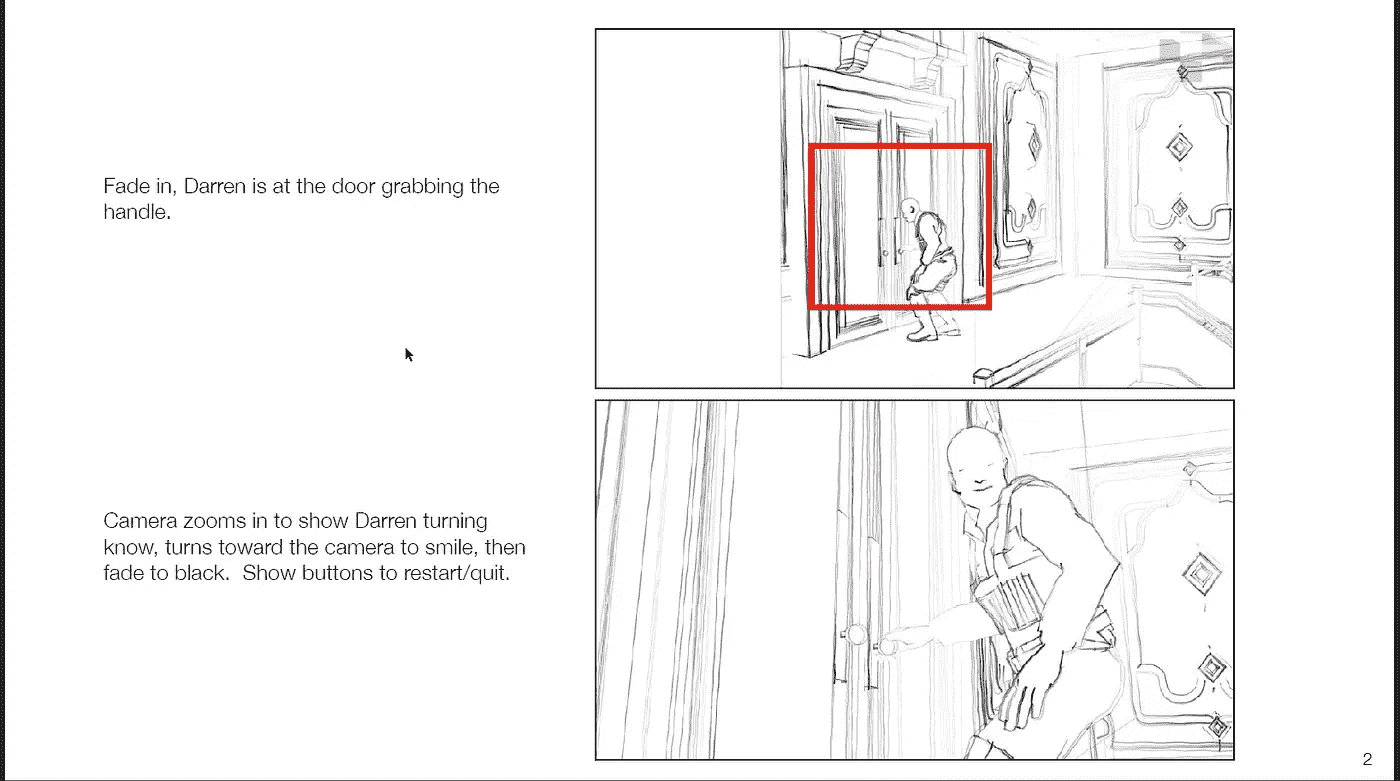 Fade in, Darren is at the door grabbing the
handle.
Camera zooms in to show Darren turning
know, turns toward the camera to smile, then
fade to black.  Show buttons to restart/quit.
2